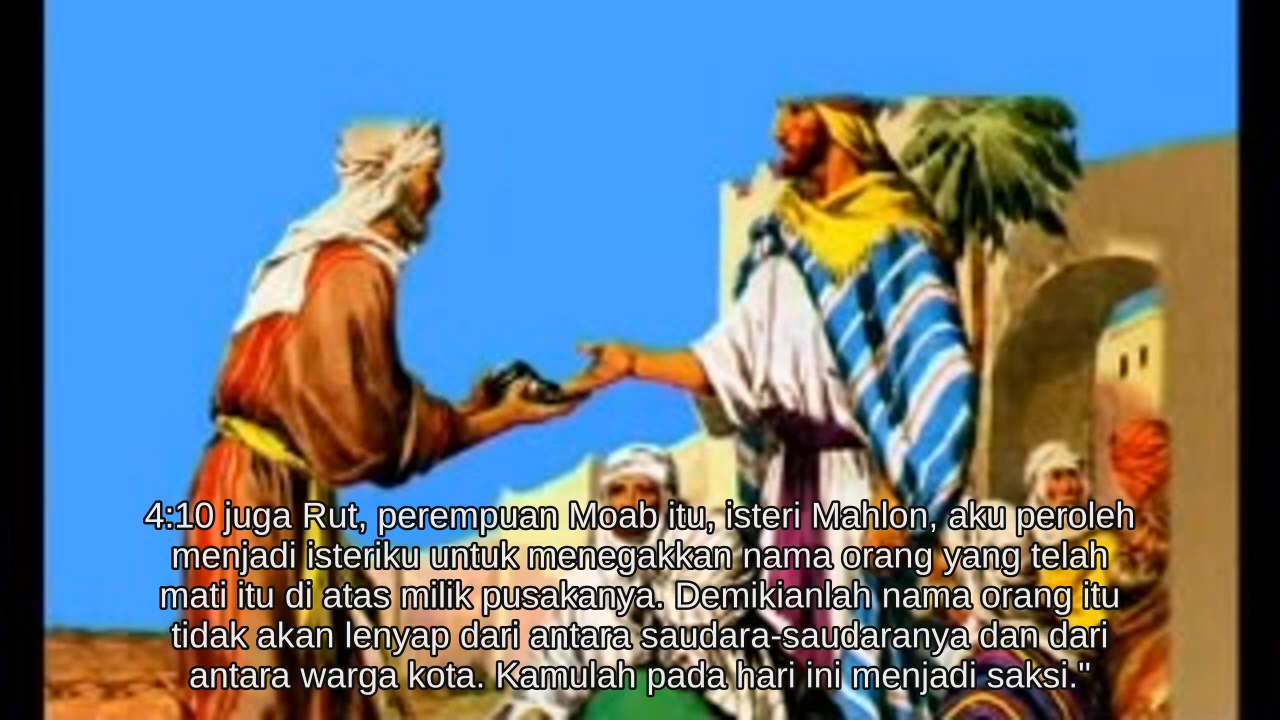 4:10 juga Rut, perempuan Moab itu, isteri Mahlon, aku peroleh
menjadi isteriku untuk menegakkan nama orang yang telah
mati itu di atas milik pusakanya. Demikianlah nama orang itu
tidak akan lenyap dari antara saudara-saudaranya dan dari
antara warga kota. Kamulah pada hari ini menjadi saksi."